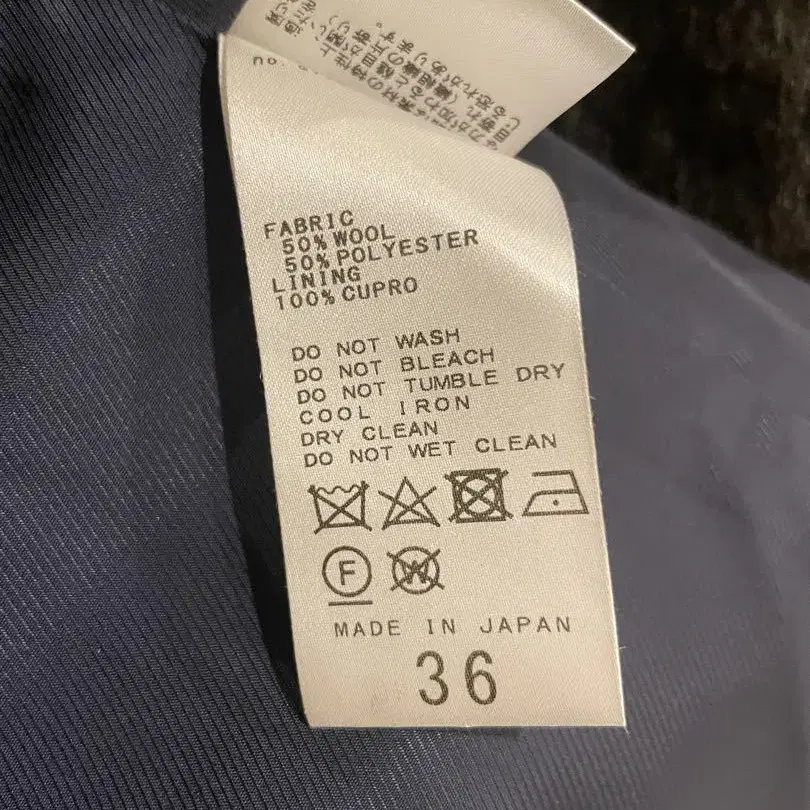 no.
FABRIC
50% WOOL
50% POLYESTER
LINING
100% CUPRO
DO NOT WASH
DO NOT BLEACH
DO NOT TUMBLE DRY
COOL IRON
DRY CLEAN
DO NOT WET CLEAN
F
W
MADE IN JAPAN
36